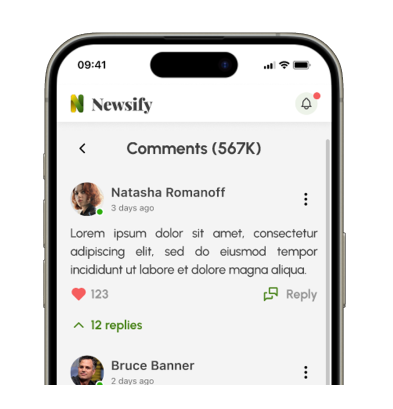 09:41
N Newsify
Comments (567K)
Natasha Romanoff
3 days ago
Lorem ipsum dolor sit amet, consectetur
adipiscing elit, sed do eiusmod tempor
incididunt ut labore et dolore magna aliqua.
123 Reply
12 replies
Bruce Banner
2 days ago